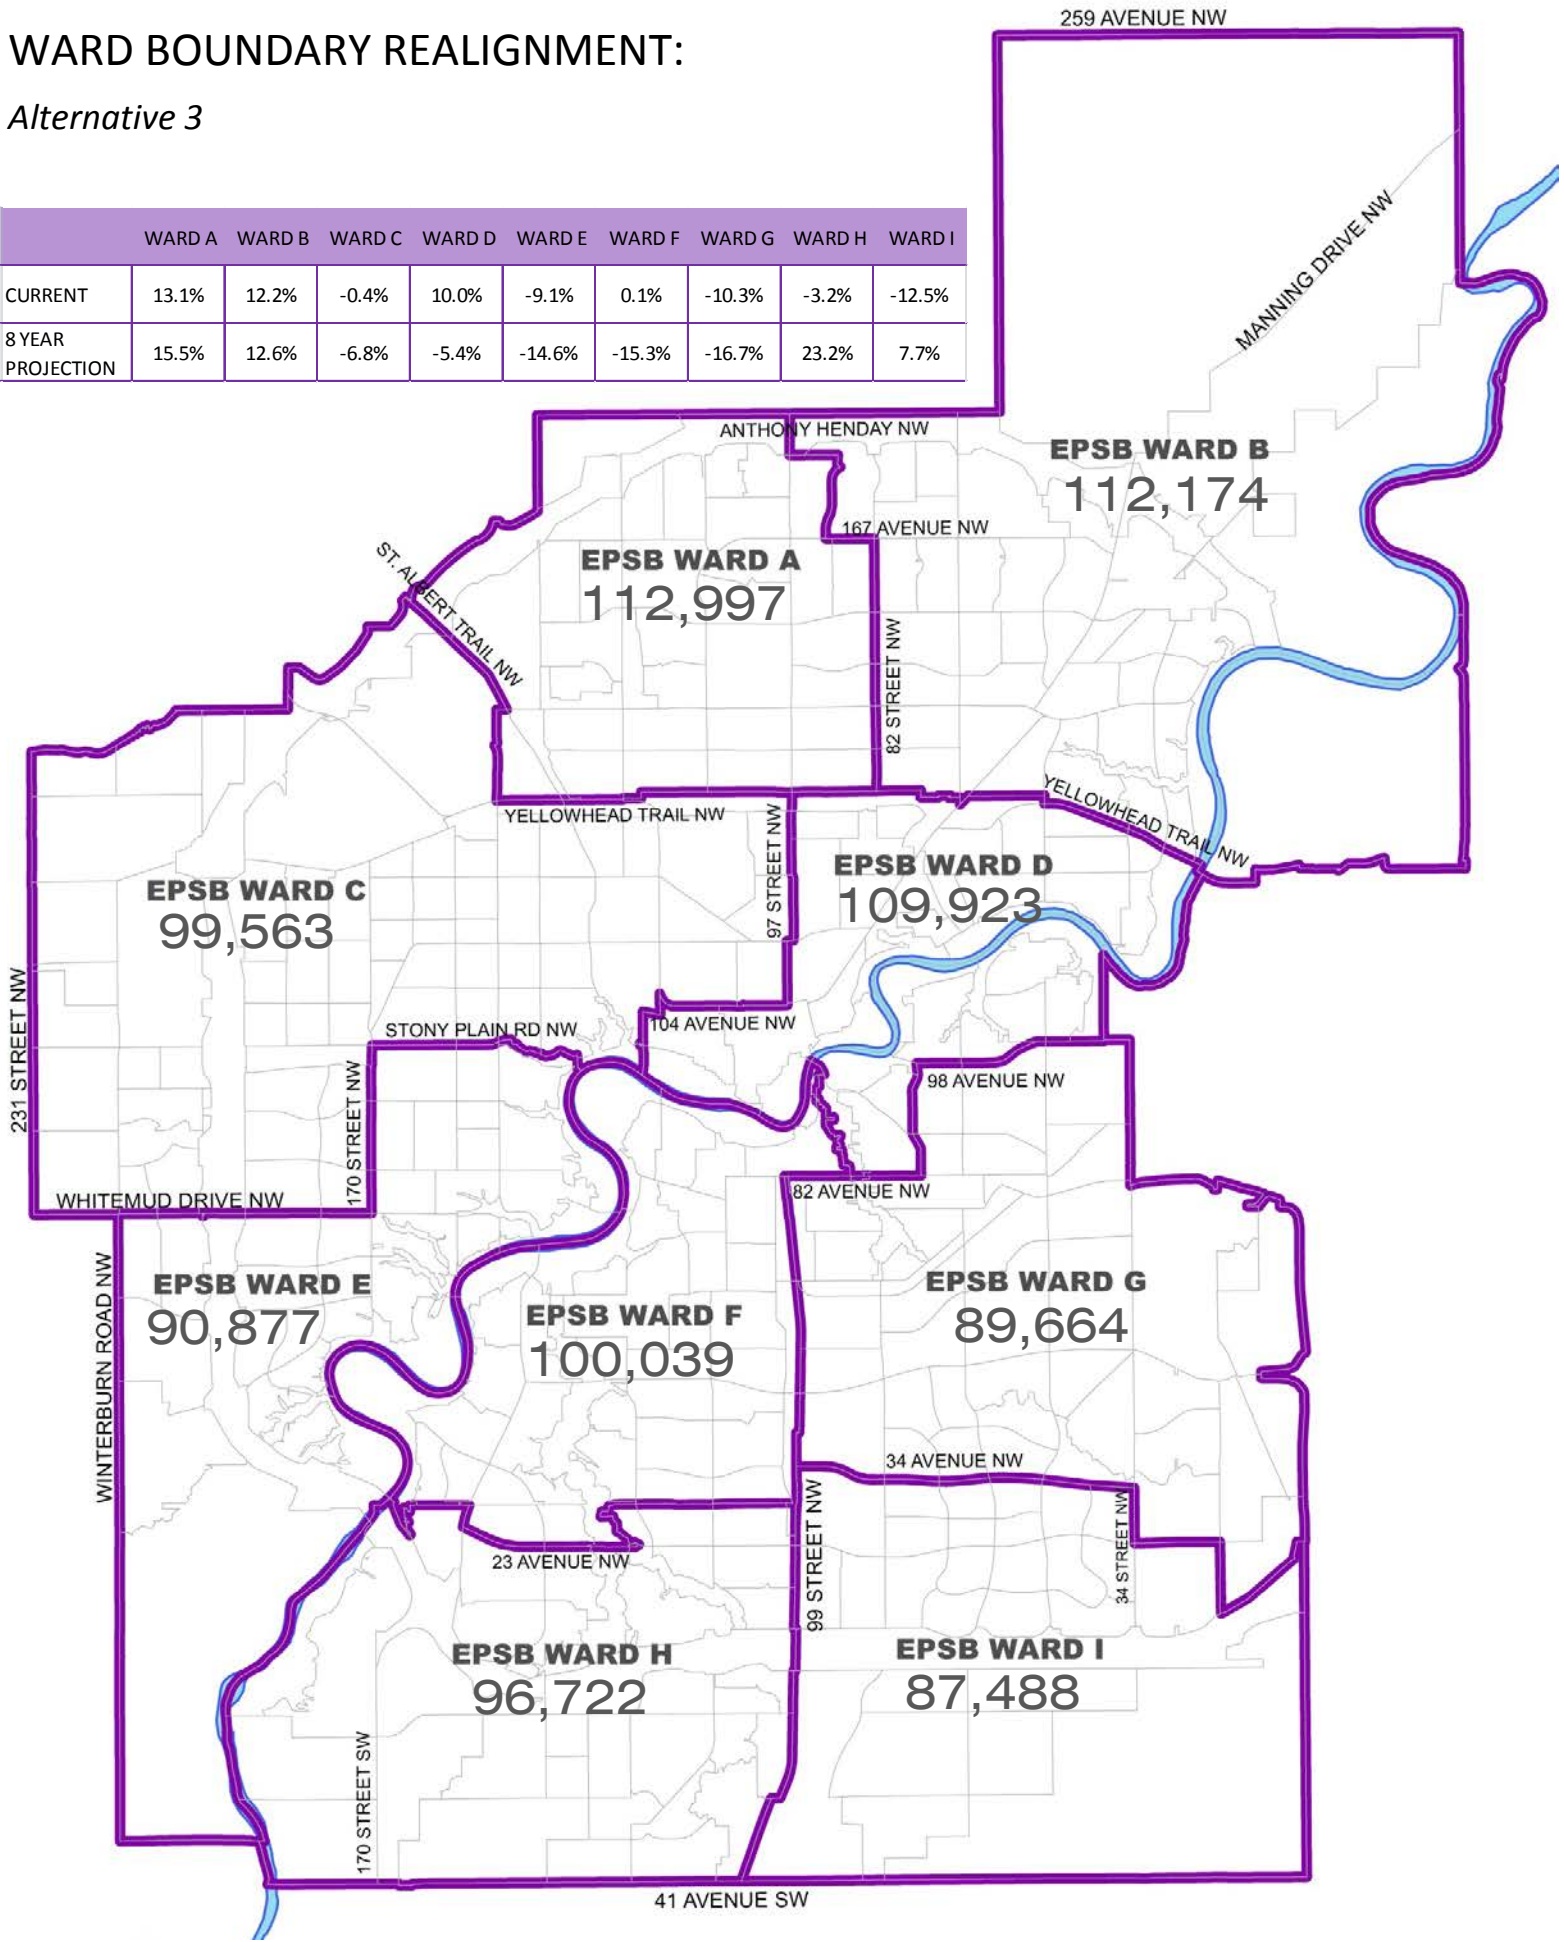 WARD BOUNDARY REALIGNMENT:
Alternative 3
WARD A WARD B WARD C WARD D WARD E WARD F WARD G WARD H WARD I
CURRENT 13.1% 12.2% -0.4% 10.0% -9.1% 0.1% -10.3% -3.2% -12.5%
8 YEAR
PROJECTION 15.5% 12.6% -6.8% -5.4% -14.6% -15.3% -16.7% 23.2% 7.7%
259 AVENUE NW
MANNING DRIVE NW
ANTHONY HENDAY NW
EPSB WARD B
112,174
167 AVENUE NW
EPSB WARD A
112,997
ST. ALBERT TRAIL NW
82 STREET NW
YELLOWHEAD TRAIL NW
YELLOWHEAD TRAIL NW
97 STREET NW
EPSB WARD D
109,923
EPSB WARD C
99,563
231 STREET NW
104 AVENUE NW
STONY PLAIN RD NW
170 STREET NW
98 AVENUE NW
82 AVENUE NW
WHITEMUD DRIVE NW
WINTERBURN ROAD NW
EPSB WARD E
90,877
EPSB WARD F
100,039
EPSB WARD G
89,664
34 AVENUE NW
99 STREET NW
34 STREET NW
23 AVENUE NW
EPSB WARD H
96,722
EPSB WARD I
87,488
170 STREET SW
41 AVENUE SW